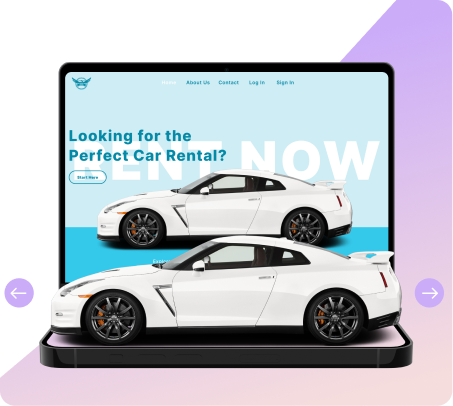 Home About Us Contact Log in Sign in
Looking for the
Perfect Car Rental?
RENT NOW
Start Here